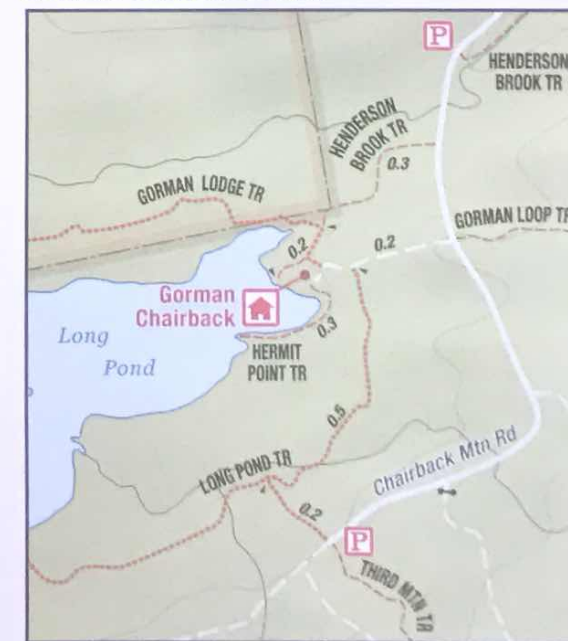 P
HENDERSON
BROOK TR
HENDERSON
BROOK TR
0.3
GORMAN LODGE TR
GORMAN LOOP TR
0.2
0.2
Gorman
Chairback
Long
Pond
0.3
HERMIT
POINT TR
0.5
Chairback Mtn Rd
LONG POND TR
0.2
P
THIRD MTN TR